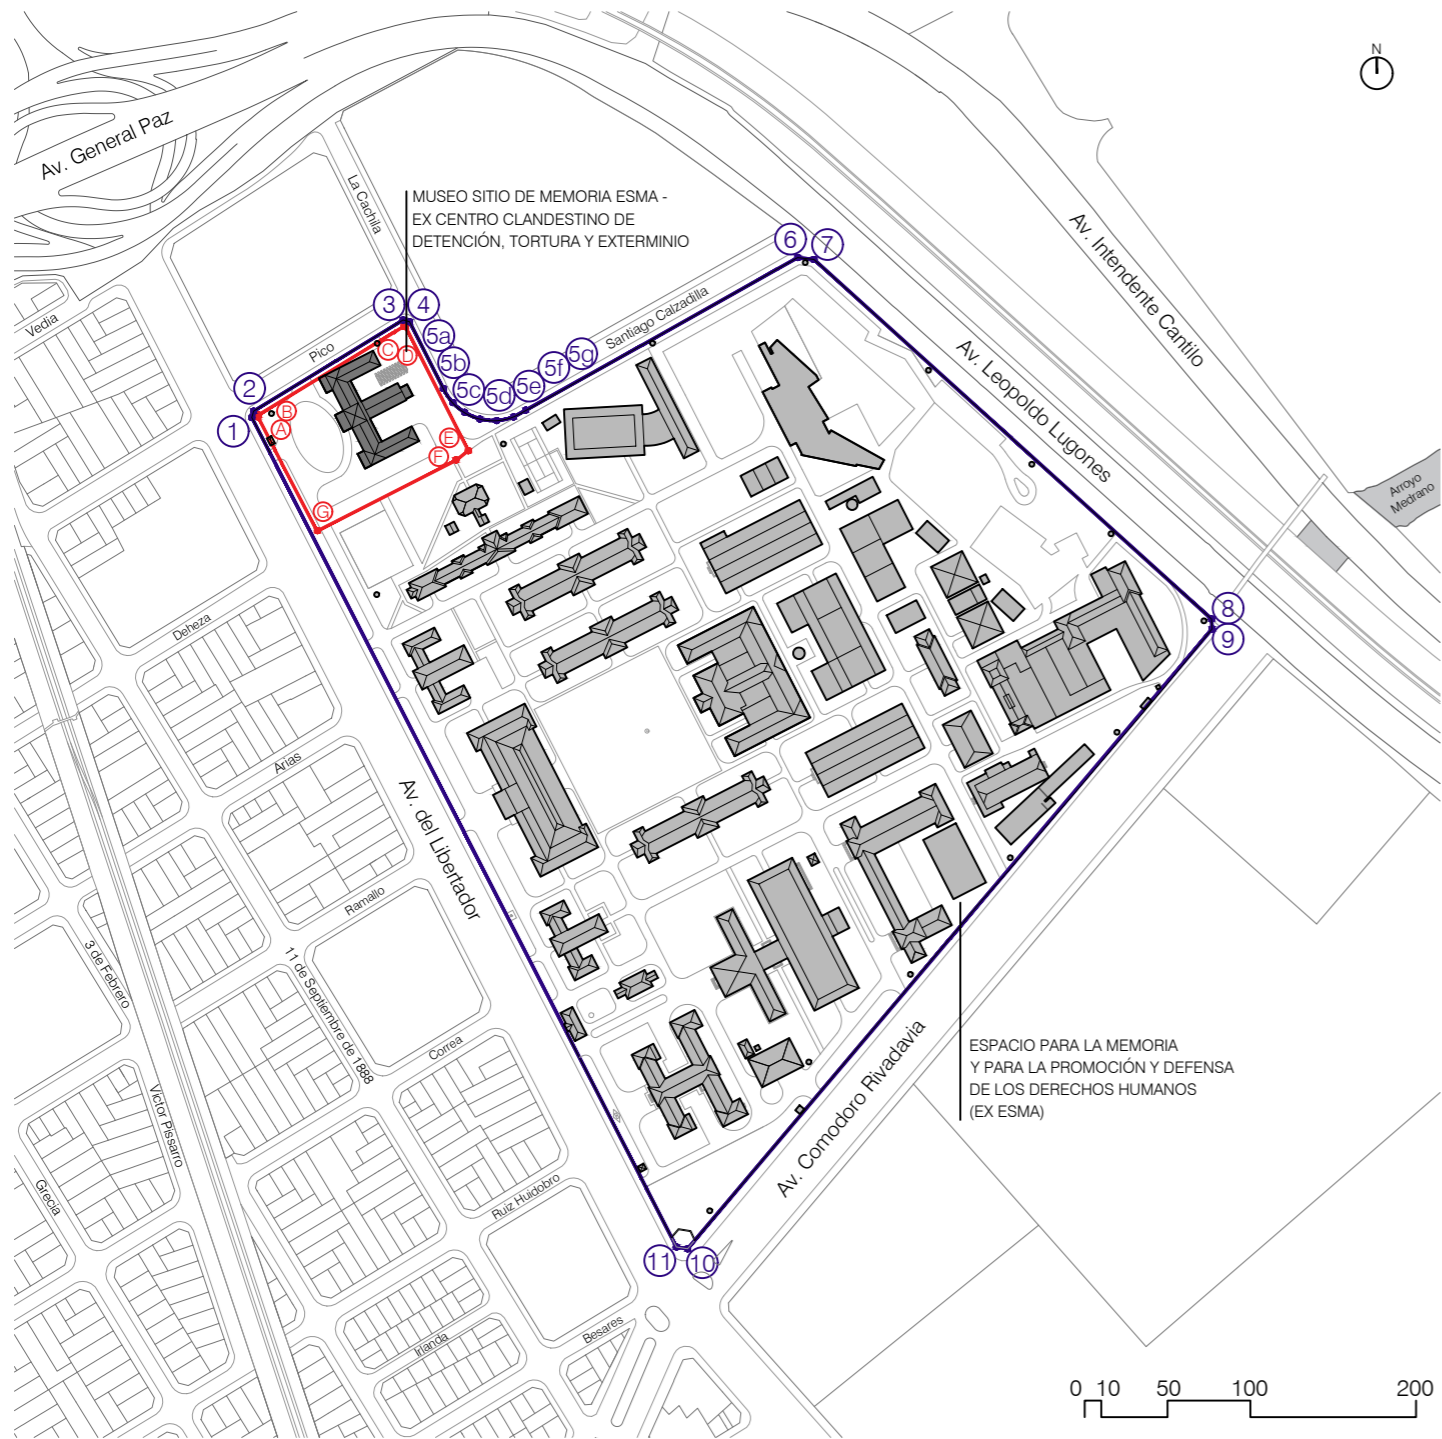 N
Av. General Paz
La Cachila
MUSEO SITIO DE MEMORIA ESMA -
EX CENTRO CLANDESTINO DE
DETENCIÓN, TORTURA Y EXTERMINIO
Av. Intendente Cantilo
6
7
Santiago Calzadilla
Vedia
Pico
3
4
5a
5b
5c
5d
5e
5f
5g
Av. Leopoldo Lugones
C
D
2
1
B
A
E
F
G
Arroyo
Medrano
Deheza
8
9
Arias
Av. del Libertador
Ramallo
3 de Febrero
11 de Septiembre de 1888
Correa
Victor Pissarro
Grecia
Ruiz Huidobro
Av. Comodoro Rivadavia
ESPACIO PARA LA MEMORIA
Y PARA LA PROMOCIÓN Y DEFENSA
DE LOS DERECHOS HUMANOS
(EX ESMA)
11
10
Besares
Irlanda
0 10 50 100 200